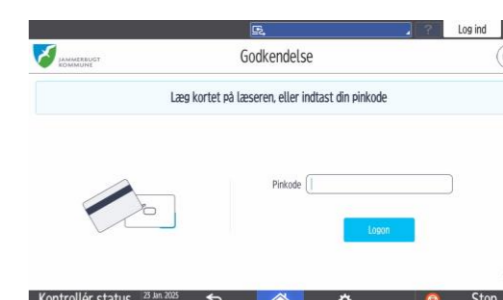 Log ind
JAMMERBUGT
KOMMUNE
Godkendelse
Læg kortet på læseren, eller indtast din pinkode
Pinkode
Logon
Kontrollér status
23 Jan. 2025
Stop